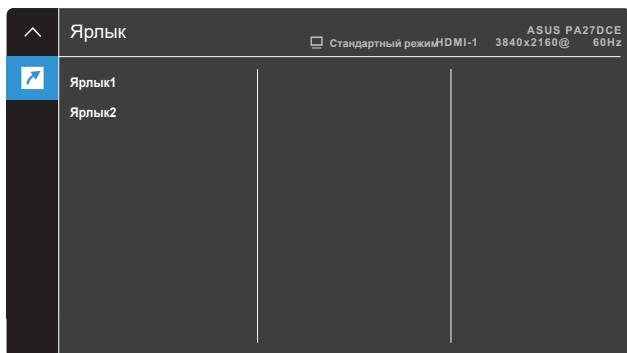 Ярлык
Стандартный режим HDMI-1
ASUS PA27DCE
3840x2160@ 60Hz
Ярлык1
Ярлык2